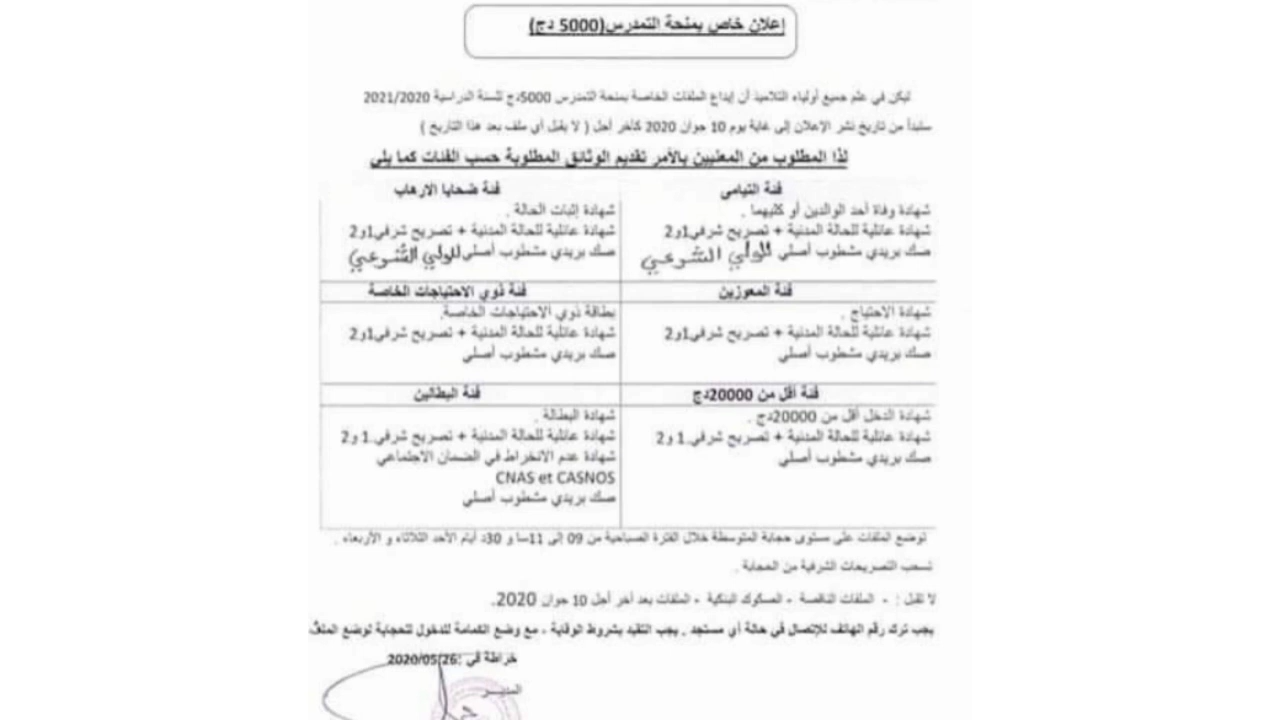 إعلان خاص بمنحة التمدرس(5000 دج)
ليكن في علم جميع أولياء التلاميذ أن إيداع الملفات الخاصة بمنحة التمدرس 5000دج للسنة الدراسية 2021/2020
ستبدأ من تاريخ نشر الإعلان إلى غاية يوم 10 جوان 2020 كآخر أجل ( لا يقبل أي ملف بعد هذا التاريخ )
لذا المطلوب من المعنيين بالأمر تقديم الوثائق المطلوبة حسب الفئات كما يلي
فئة اليتامى
شهادة وفاة أحد الوالدين أو كليهما .
شهادة عائلية للحالة المدنية + تصريح شرفي1و2
صك بريدي مشطوب أصلي للولي الشرعي
فئة ضحايا الارهاب
شهادة إثبات الحالة .
شهادة عائلية للحالة المدنية + تصريح شرفي1و2
صك بريدي مشطوب أصلي للولي الشرعي
فئة المعوزين
شهادة الاحتياج .
شهادة عائلية للحالة المدنية + تصريح شرفي1و2
صك بريدي مشطوب أصلي
فئة ذوي الاحتياجات الخاصة
بطاقة ذوي الاحتياجات الخاصة.
شهادة عائلية للحالة المدنية + تصريح شرفي1و2
صك بريدي مشطوب أصلي
فئة أقل من 20000دج
شهادة الدخل أقل من 20000دج .
شهادة عائلية للحالة المدنية + تصريح شرفي.1 و2
صك بريدي مشطوب أصلي
فئة البطالين
شهادة البطالة .
شهادة عائلية للحالة المدنية + تصريح شرفي.1 و2
شهادة عدم الانخراط في الضمان الاجتماعي
CNAS et CASNOS
صك بريدي مشطوب أصلي
توضع الملفات على مستوى حجابة المتوسطة خلال الفترة الصباحية من 09 إلى 11سا و 30د أيام الأحد الثلاثاء و الأربعاء .
تسحب التصريحات الشرفية من الحجابة .
لا تقبل : - الملفات الناقصة - الصكوك البنكية - الملفات بعد آخر أجل 10 جوان 2020.
يجب ترك رقم الهاتف للإتصال في حالة أي مستجد . يجب التقيد بشروط الوقاية - مع وضع الكمامة للدخول للحجابة لوضع الملف
خراطة في :2020/05/26
المديـــر